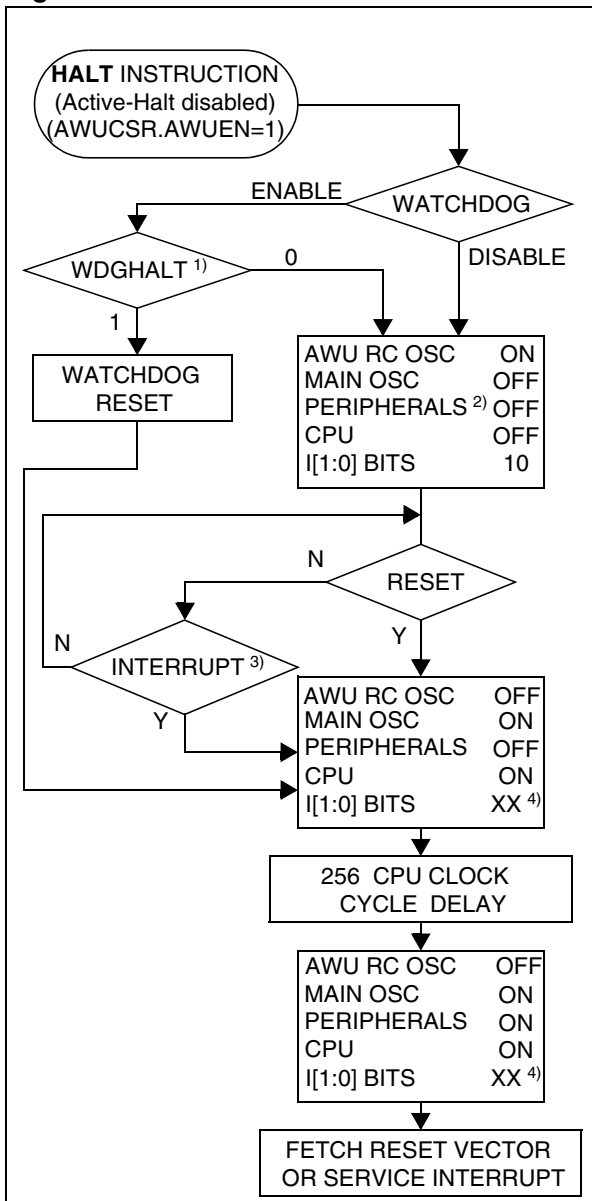 HALT INSTRUCTION
(Active-Halt disabled)
(AWUCSR.AWUEN=1)
ENABLE
WATCHDOG
WDGHALT 1)
0
DISABLE
1
WATCHDOG
RESET
AWU RC OSC ON
MAIN OSC OFF
PERIPHERALS 2) OFF
CPU OFF
I[1:0] BITS 10
N
RESET
N
Y
INTERRUPT 3)
Y
AWU RC OSC OFF
MAIN OSC ON
PERIPHERALS OFF
CPU ON
I[1:0] BITS XX 4)
256 CPU CLOCK
CYCLE DELAY
AWU RC OSC OFF
MAIN OSC ON
PERIPHERALS ON
CPU ON
I[1:0] BITS XX 4)
FETCH RESET VECTOR
OR SERVICE INTERRUPT